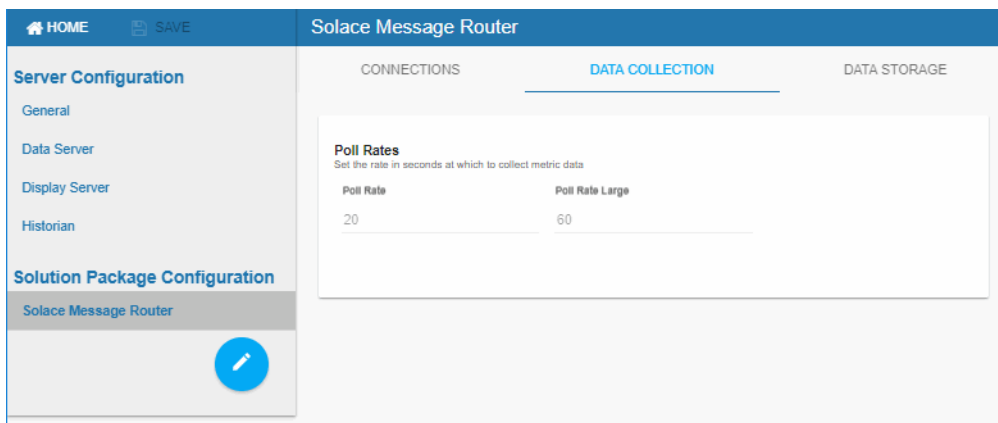 HOME
SAVE
Solace Message Router
Server Configuration
General
Data Server
Display Server
Historian
Solution Package Configuration
Solace Message Router
CONNECTIONS
DATA COLLECTION
DATA STORAGE
Poll Rates
Set the rate in seconds at which to collect metric data
Poll Rate
Poll Rate Large
20
60